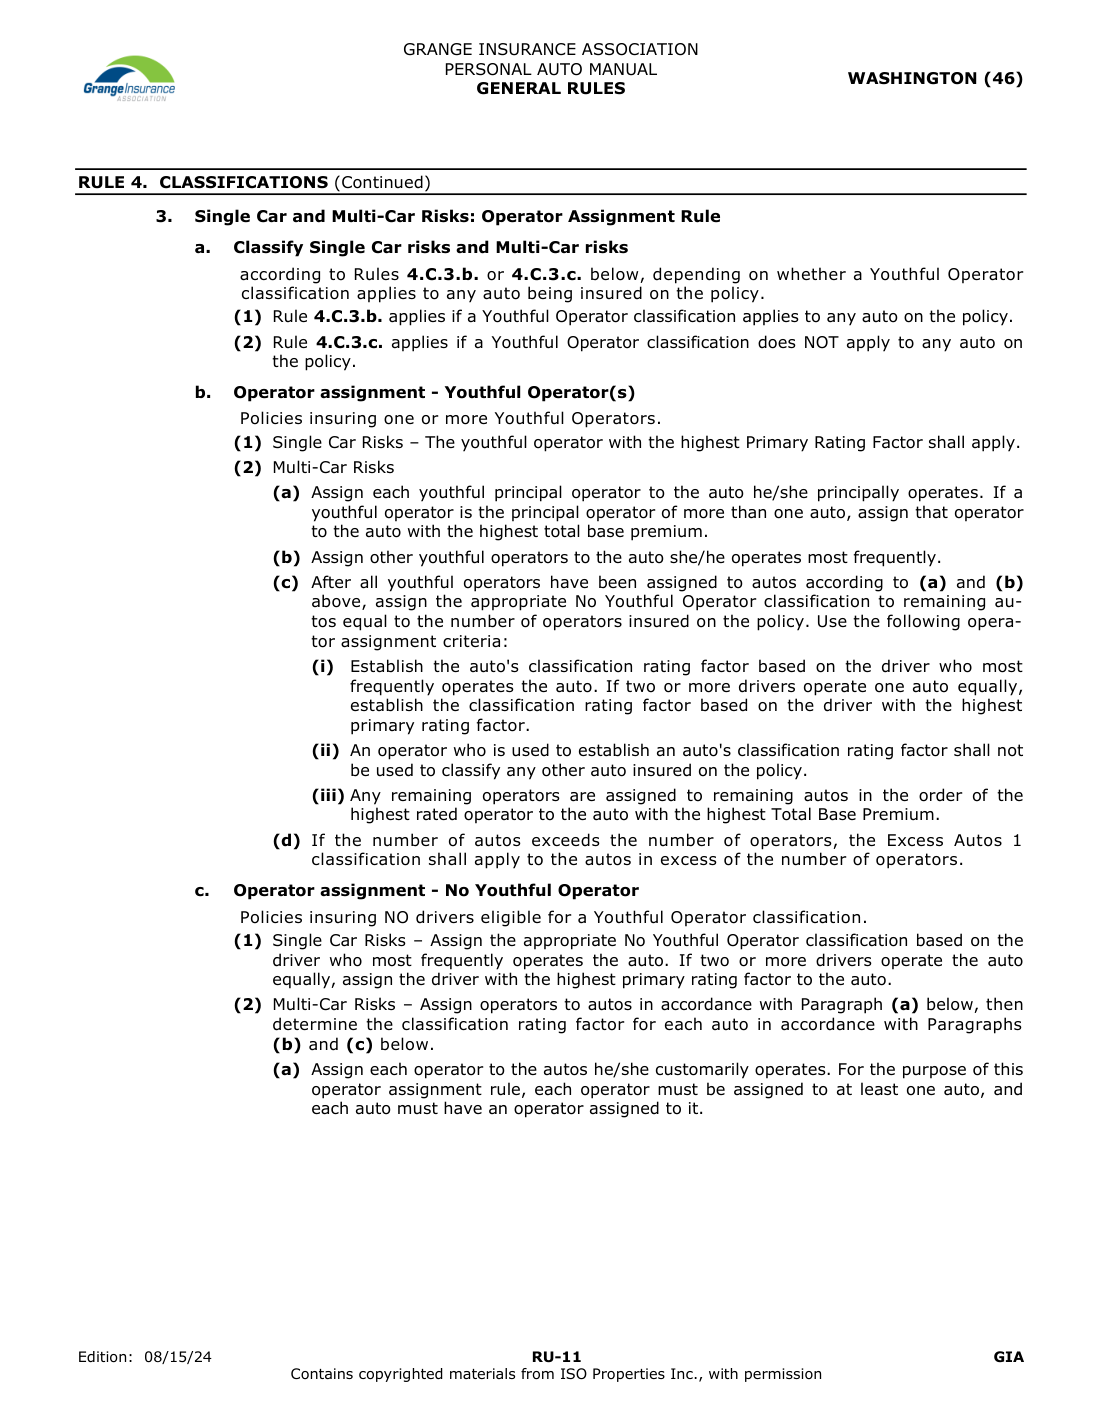 GrangeInsurance
ASSOCIATION
GRANGE INSURANCE ASSOCIATION
PERSONAL AUTO MANUAL
GENERAL RULES
WASHINGTON (46)
RULE 4. CLASSIFICATIONS (Continued)
3. Single Car and Multi-Car Risks: Operator Assignment Rule
a. Classify Single Car risks and Multi-Car risks
according to Rules 4.C.3.b. or 4.C.3.c. below, depending on whether a Youthful Operator
classification applies to any auto being insured on the policy.
(1) Rule 4.C.3.b. applies if a Youthful Operator classification applies to any auto on the policy.
(2) Rule 4.C.3.c. applies if a Youthful Operator classification does NOT apply to any auto on
the policy.
b. Operator assignment - Youthful Operator(s)
Policies insuring one or more Youthful Operators.
(1) Single Car Risks – The youthful operator with the highest Primary Rating Factor shall apply.
(2) Multi-Car Risks
(a) Assign each youthful principal operator to the auto he/she principally operates. If a
youthful operator is the principal operator of more than one auto, assign that operator
to the auto with the highest total base premium.
(b) Assign other youthful operators to the auto she/he operates most frequently.
(c) After all youthful operators have been assigned to autos according to (a) and (b)
above, assign the appropriate No Youthful Operator classification to remaining au-
tos equal to the number of operators insured on the policy. Use the following opera-
tor assignment criteria:
(i) Establish the auto's classification rating factor based on the driver who most
frequently operates the auto. If two or more drivers operate one auto equally,
establish the classification rating factor based on the driver with the highest
primary rating factor.
(ii) An operator who is used to establish an auto's classification rating factor shall not
be used to classify any other auto insured on the policy.
(iii) Any remaining operators are assigned to remaining autos in the order of the
highest rated operator to the auto with the highest Total Base Premium.
(d) If the number of autos exceeds the number of operators, the Excess Autos 1
classification shall apply to the autos in excess of the number of operators.
c. Operator assignment - No Youthful Operator
Policies insuring NO drivers eligible for a Youthful Operator classification.
(1) Single Car Risks – Assign the appropriate No Youthful Operator classification based on the
driver who most frequently operates the auto. If two or more drivers operate the auto
equally, assign the driver with the highest primary rating factor to the auto.
(2) Multi-Car Risks – Assign operators to autos in accordance with Paragraph (a) below, then
determine the classification rating factor for each auto in accordance with Paragraphs
(b) and (c) below.
(a) Assign each operator to the autos he/she customarily operates. For the purpose of this
operator assignment rule, each operator must be assigned to at least one auto, and
each auto must have an operator assigned to it.
Edition: 08/15/24
RU-11
GIA
Contains copyrighted materials from ISO Properties Inc., with permission